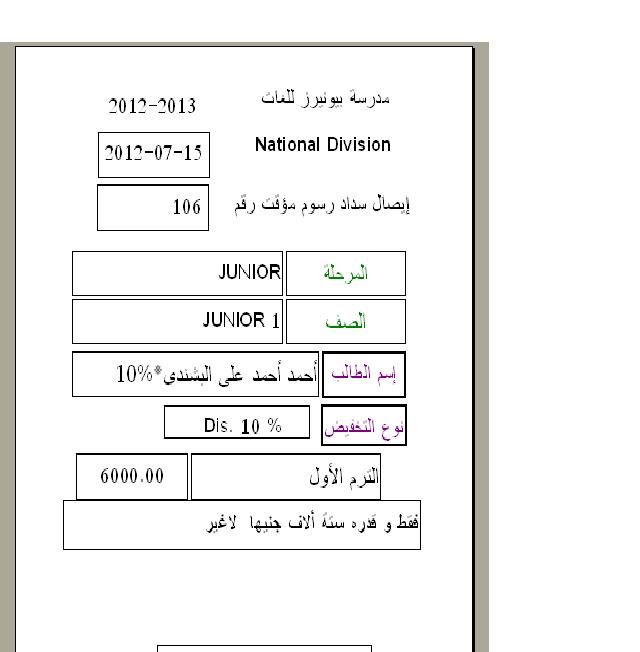 مدرسة بيونيرز للغات 2012-2013
National Division 2012-07-15
إيصال سداد رسوم مؤقت رقم 106
المرحلة JUNIOR
الصف JUNIOR 1
إسم الطالب أحمد أحمد على البشندي*%10
نوع التخفيض Dis. 10 %
الترم الأول 6000.00
فقط و قدره ستة ألاف جنيها لاغير